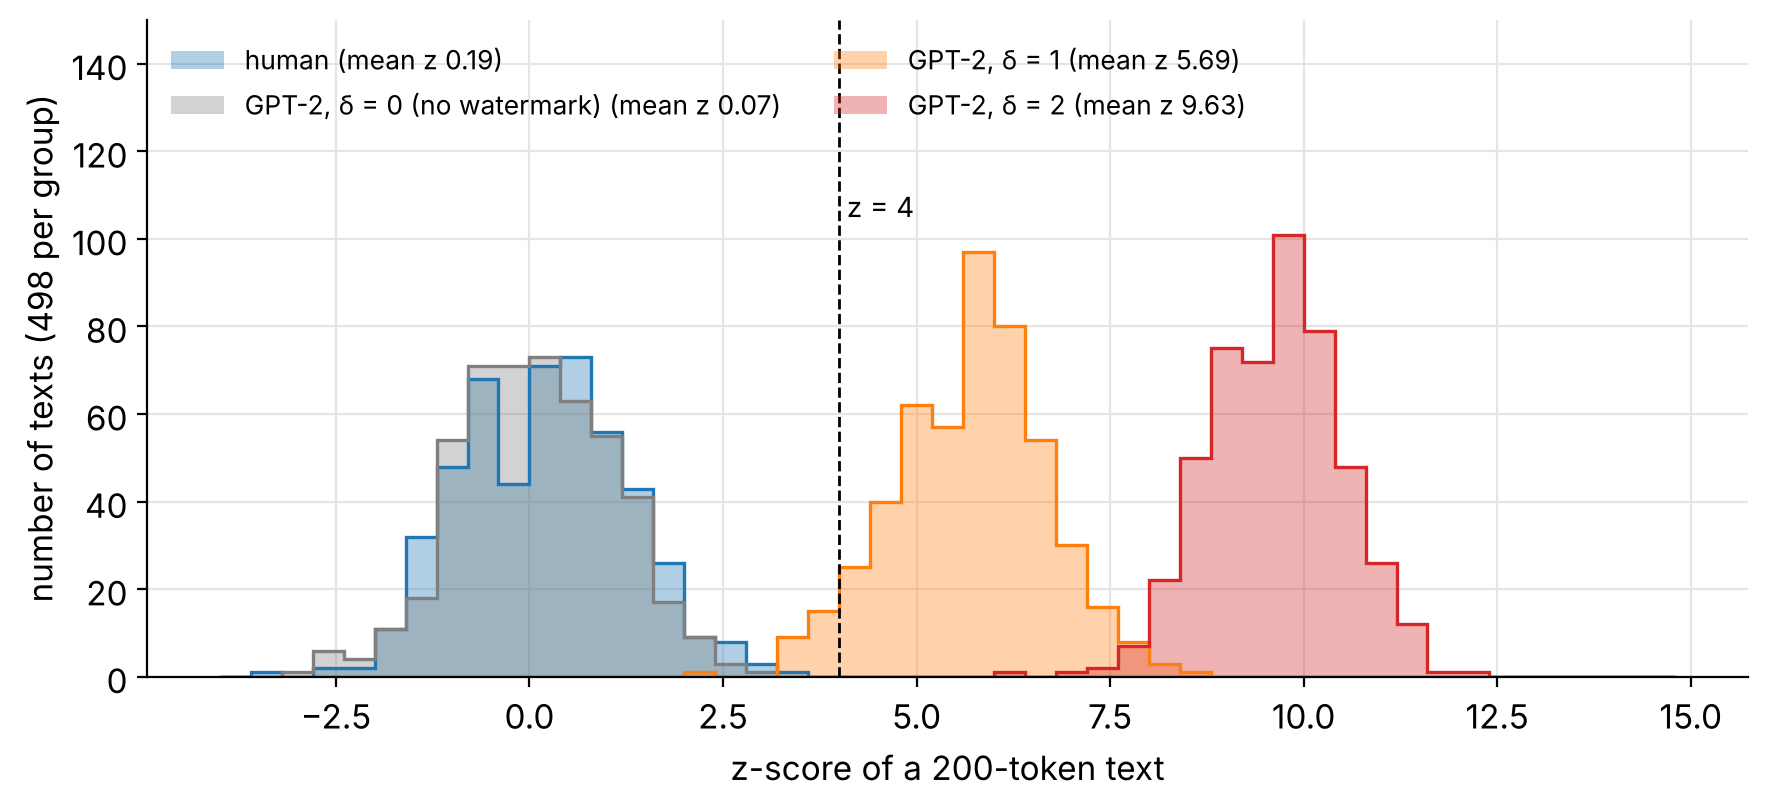 human (mean z 0.19)
GPT-2, δ = 0 (no watermark) (mean z 0.07)
GPT-2, δ = 1 (mean z 5.69)
GPT-2, δ = 2 (mean z 9.63)
z = 4
number of texts (498 per group)
140
120
100
80
60
40
20
0
−2.5
0.0
2.5
5.0
7.5
10.0
12.5
15.0
z-score of a 200-token text